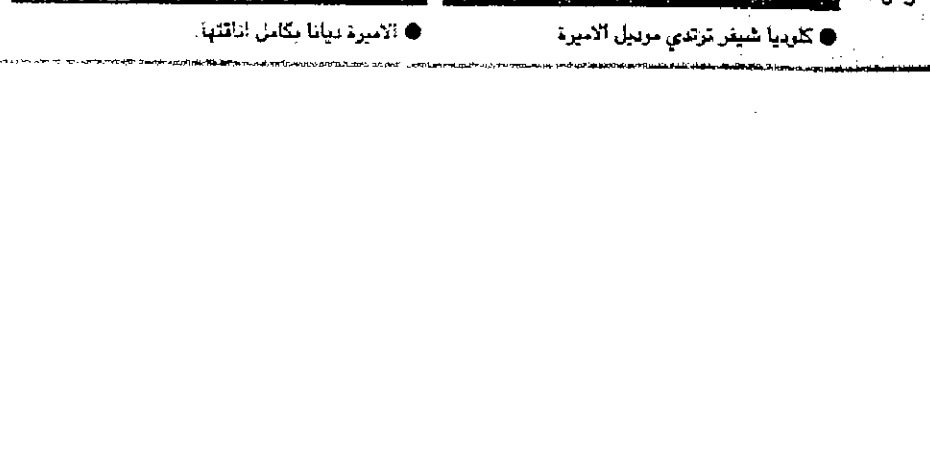 ● كلوديا شيفر ترتدي موديل الاميرة
● الاميرة ديانا بكامل اناقتها.